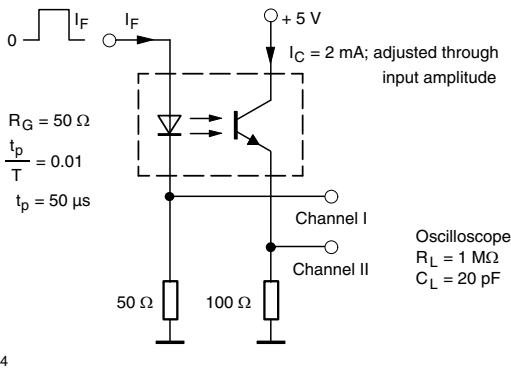 0
I_F
I_F
+ 5 V
I_C = 2 mA; adjusted through
input amplitude
R_G = 50 Ω
t_p
T
= 0.01
t_p = 50 μs
Channel I
Channel II
Oscilloscope
R_L = 1 MΩ
C_L = 20 pF
50 Ω
100 Ω
4